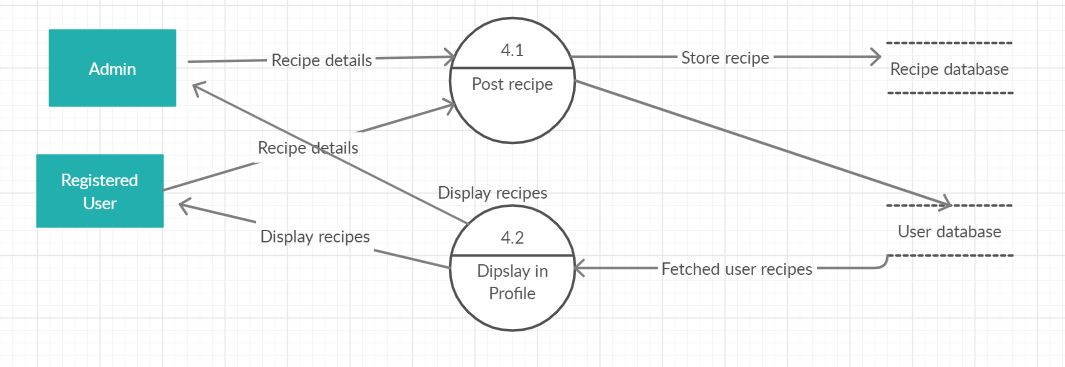 4.1
Admin
Recipe details
Store recipe
Recipe database
Post recipe
Recipe details
Registered
User
Display recipes
Display recipes
4.2
User database
Dipslay in
Profile
Fetched user recipes